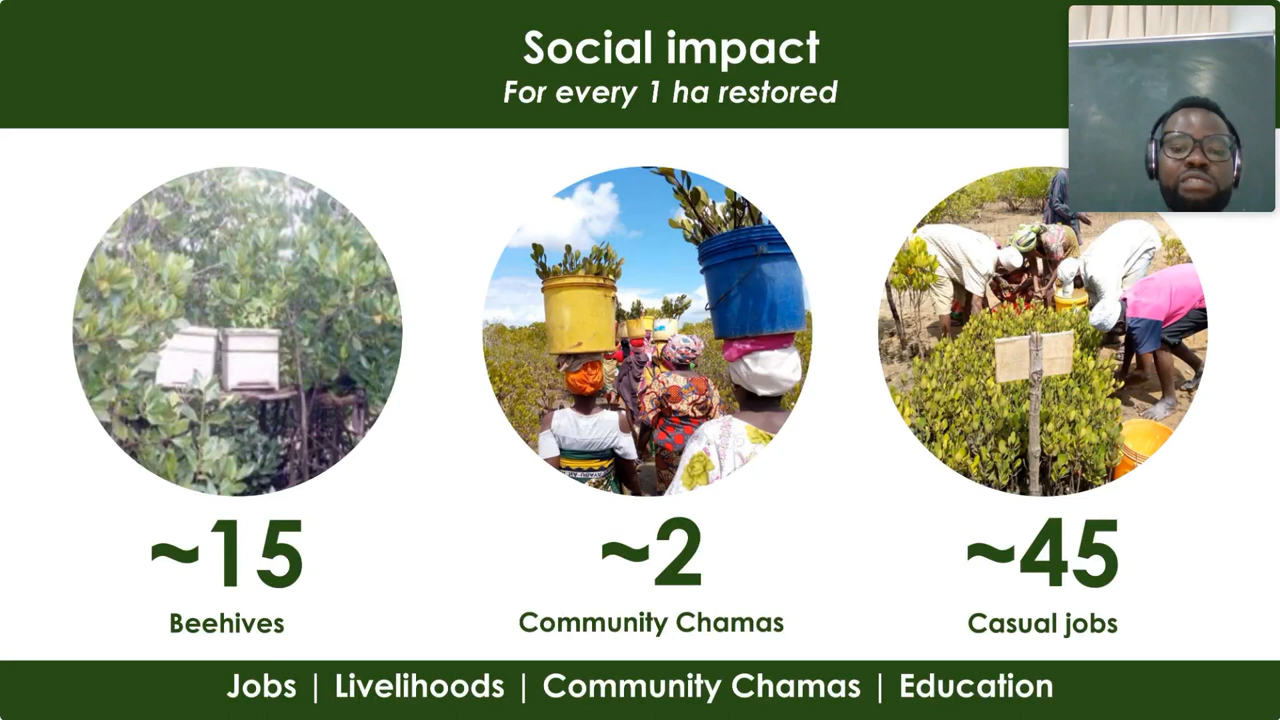 Social impact
For every 1 ha restored
~15
Beehives
~2
Community Chamas
~45
Casual jobs
Jobs | Livelihoods | Community Chamas | Education